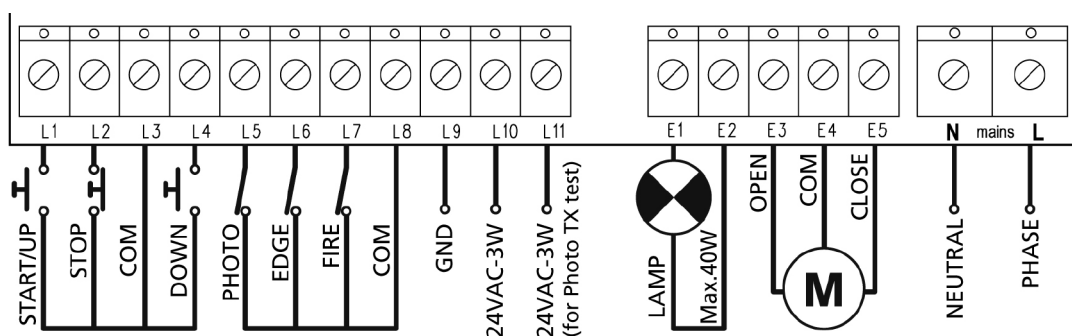 L1 L2 L3 L4 L5 L6 L7 L8 L9 L10 L11
E1 E2 E3 E4 E5
N mains L
START/UP
STOP
COM
DOWN
PHOTO
EDGE
FIRE
COM
GND
24VAC-3W
24VAC-3W
(for Photo TX test)
LAMP
Max.40W
OPEN
COM
CLOSE
M
NEUTRAL
PHASE